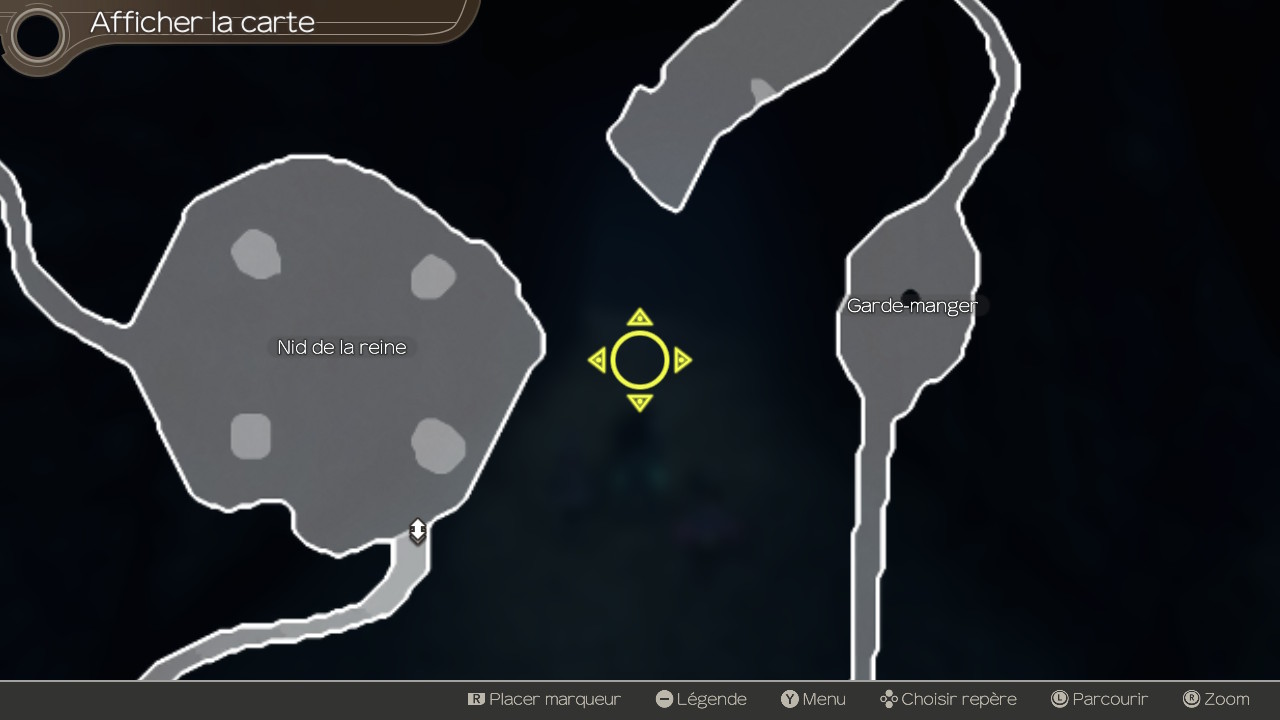 Afficher la carte
Garde-manger
Nid de la reine
R Placer marqueur − Légende Y Menu Choisir repère L Parcourir R Zoom